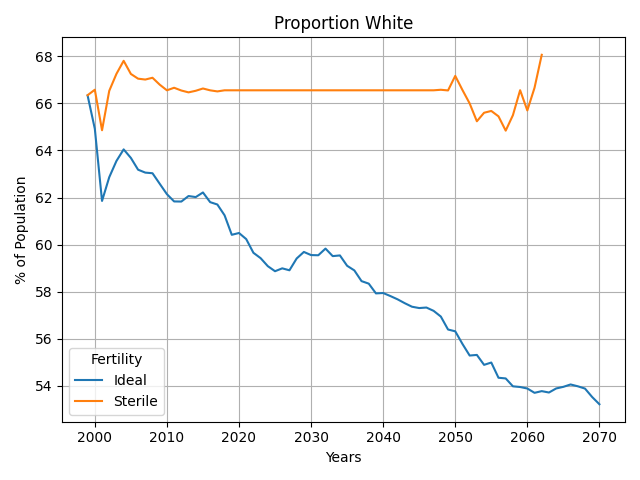 Proportion White
% of Population
68
66
64
62
60
58
56
54
Fertility
Ideal
Sterile
2000 2010 2020 2030 2040 2050 2060 2070
Years